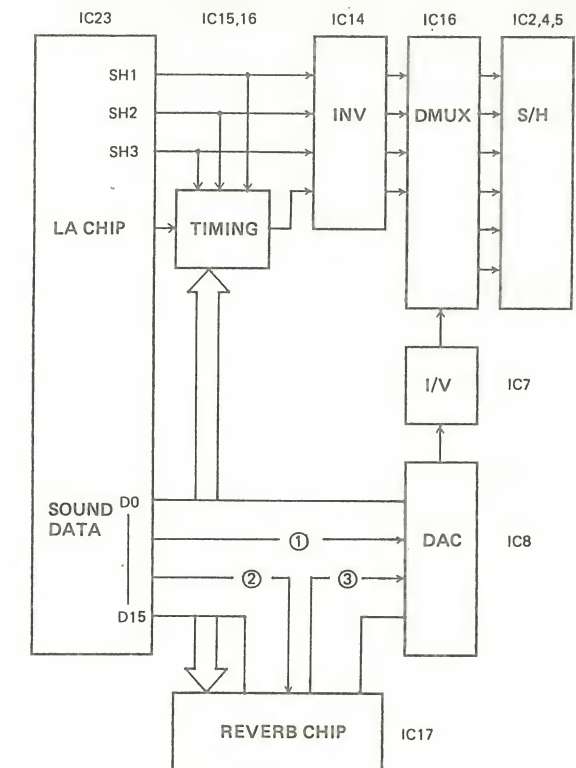 IC23 IC15,16 IC14 IC16 IC2,4,5
SH1
SH2 INV DMUX S/H
SH3
LA CHIP TIMING
I/V IC7
SOUND D0
DATA
① DAC IC8
② ③
D15
REVERB CHIP IC17